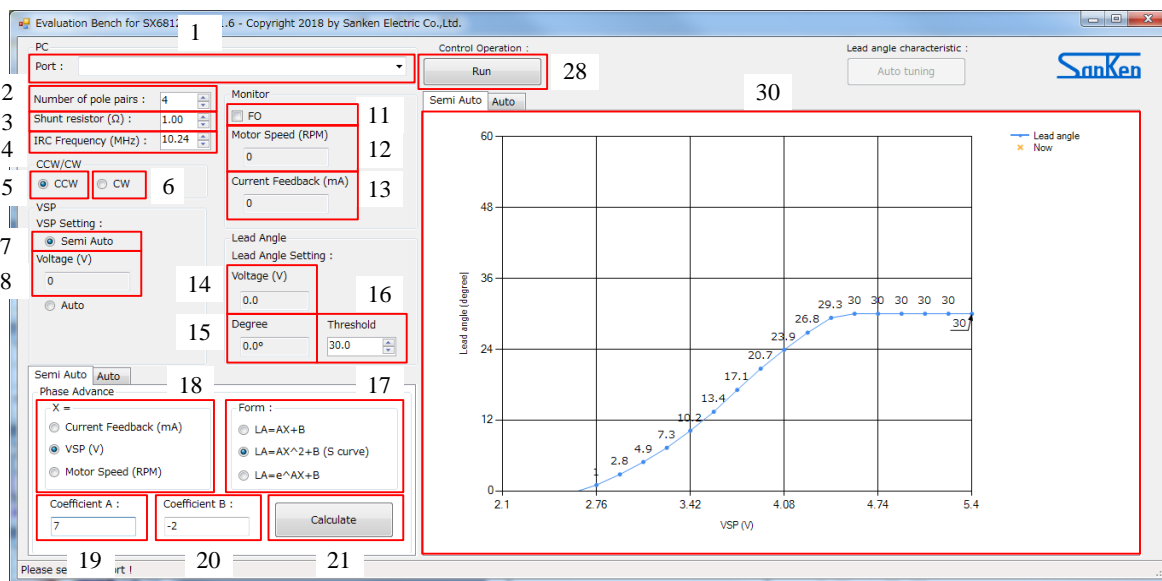 Evaluation Bench for SX681 1.6 - Copyright 2018 by Sanken Electric Co.,Ltd.
1
PC
Port :
Control Operation :
Run
28
Lead angle characteristic :
Auto tuning
SanKen
2
Number of pole pairs : 4
3
Shunt resistor (Ω) : 1.00
4
IRC Frequency (MHz) : 10.24
CCW/CW
5
CCW
CW
6
VSP
VSP Setting :
7
Semi Auto
8
Voltage (V)
0
Auto
Monitor
FO
11
Motor Speed (RPM)
0
12
Current Feedback (mA)
0
13
Lead Angle
Lead Angle Setting :
14
Voltage (V)
0.0
15
Degree
0.0º
16
Threshold
30.0
Semi Auto Auto
Phase Advance
18
X =
Current Feedback (mA)
VSP (V)
Motor Speed (RPM)
17
Form :
LA=AX+B
LA=AX^2+B (S curve)
LA=e^AX+B
Coefficient A :
7
Coefficient B :
-2
Calculate
19
20
21
Please se rt !
Semi Auto Auto
30
Lead angle
Now
60
48
36
24
12
0
Lead angle (degree)
1
2.8
4.9
7.3
10.2
13.4
17.1
20.7
23.9
26.8
29.3
30 30 30 30 30
30
2.1 2.76 3.42 4.08 4.74 5.4
VSP (V)